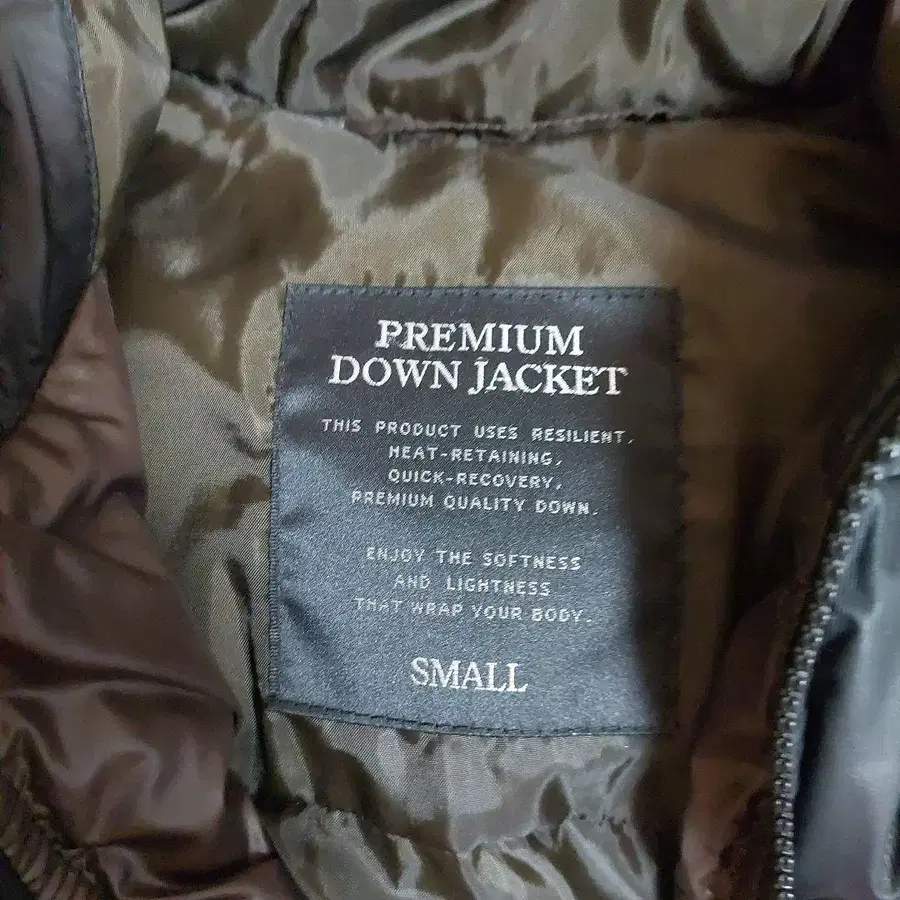 PREMIUM
DOWN JACKET
THIS PRODUCT USES RESILIENT,
HEAT-RETAINING,
QUICK-RECOVERY,
PREMIUM QUALITY DOWN.
ENJOY THE SOFTNESS
AND LIGHTNESS
THAT WRAP YOUR BODY.
SMALL